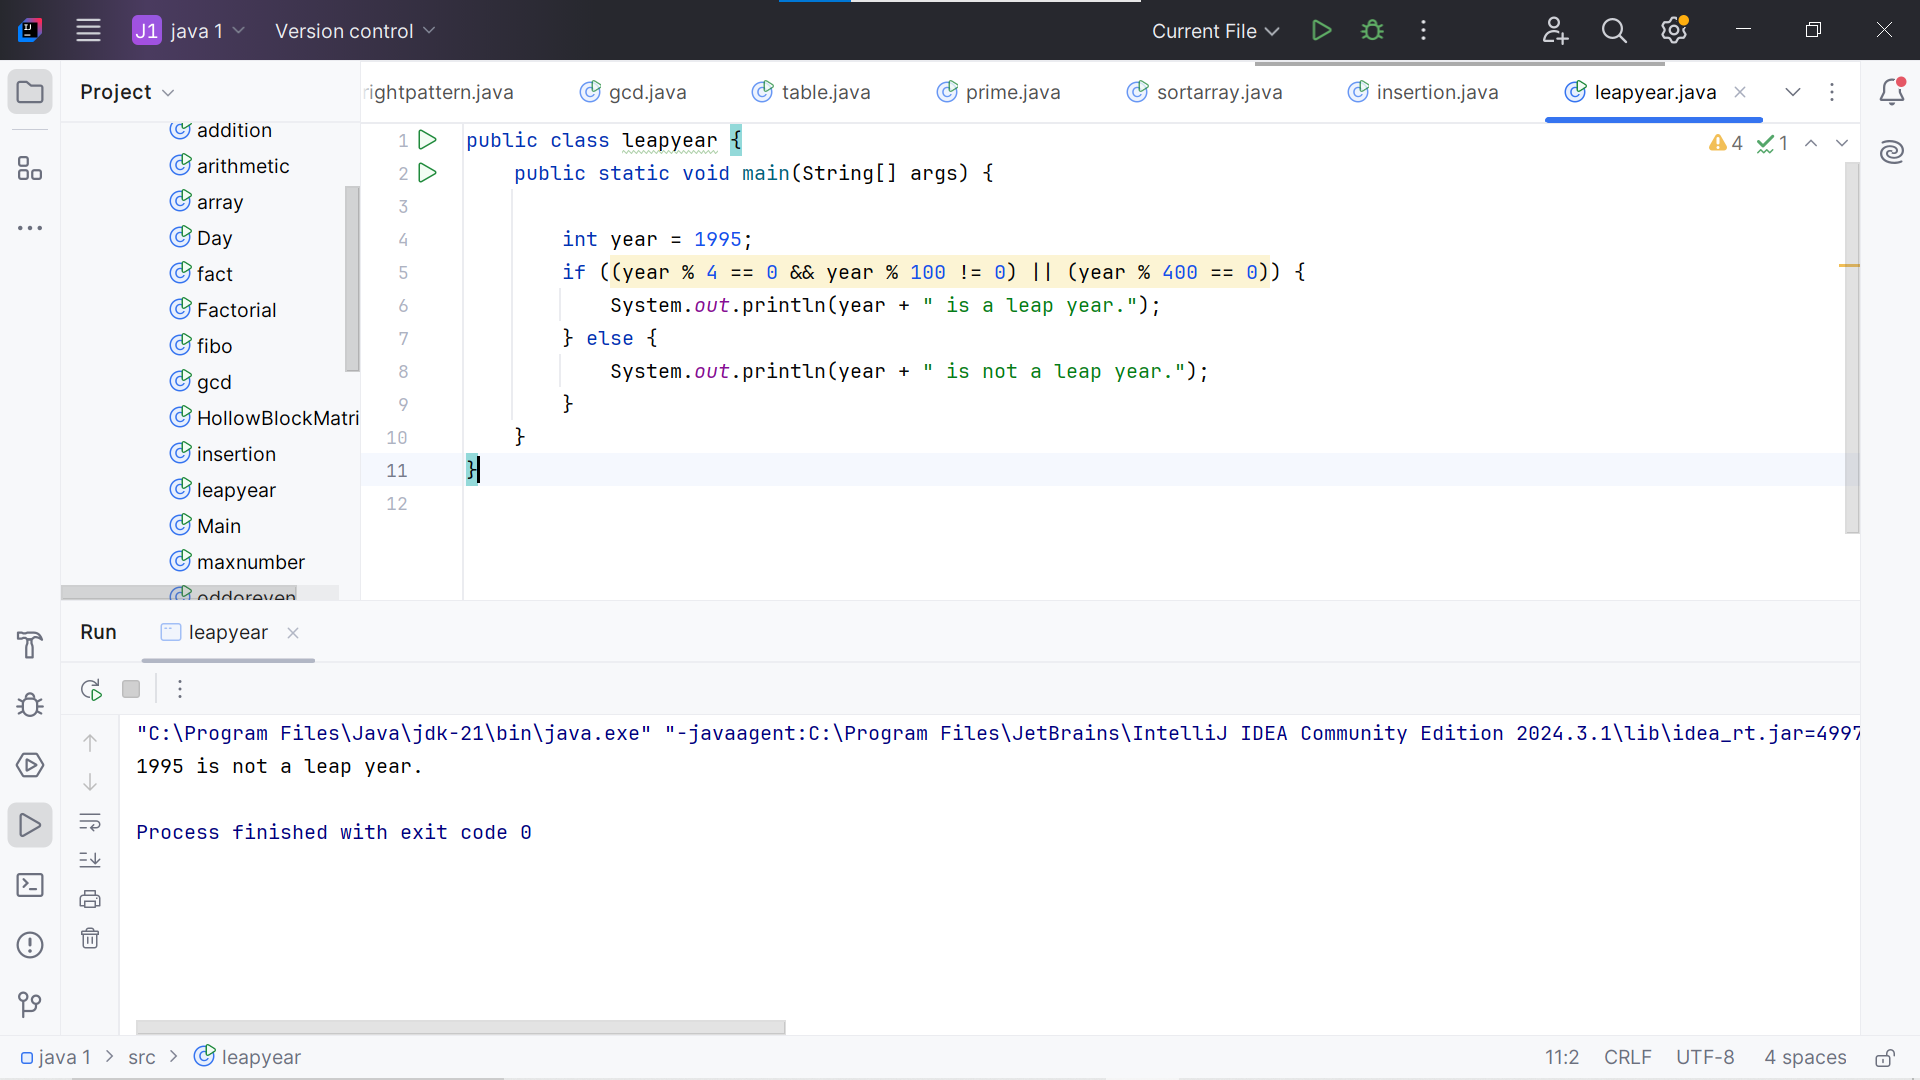 J1 java 1 Version control Current File
Project
rightpattern.java gcd.java table.java prime.java sortarray.java insertion.java leapyear.java
addition
arithmetic
array
Day
fact
Factorial
fibo
gcd
HollowBlockMatri
insertion
leapyear
Main
maxnumber
oddoreven
4 1
1 public class leapyear {
2     public static void main(String[] args) {
3
4         int year = 1995;
5         if ((year % 4 == 0 && year % 100 != 0) || (year % 400 == 0)) {
6             System.out.println(year + " is a leap year.");
7         } else {
8             System.out.println(year + " is not a leap year.");
9         }
10     }
11 }
12
Run leapyear
"C:\Program Files\Java\jdk-21\bin\java.exe" "-javaagent:C:\Program Files\JetBrains\IntelliJ IDEA Community Edition 2024.3.1\lib\idea_rt.jar=4997
1995 is not a leap year.
Process finished with exit code 0
java 1 > src > leapyear 11:2 CRLF UTF-8 4 spaces